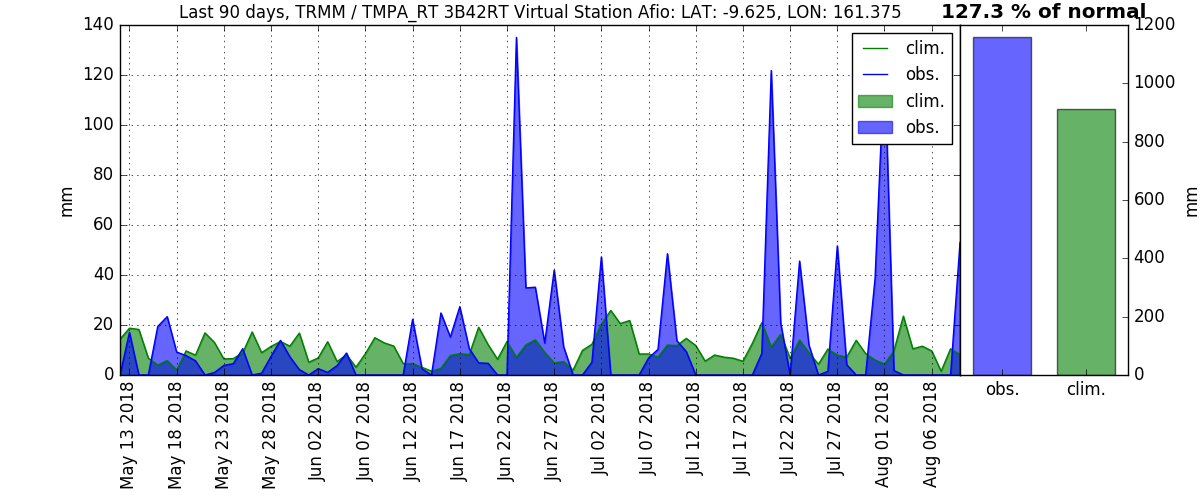 Last 90 days, TRMM / TMPA_RT 3B42RT Virtual Station Afio: LAT: -9.625, LON: 161.375
127.3 % of normal
140
120
100
80
60
40
20
0
mm
clim.
obs.
clim.
obs.
1200
1000
800
600
400
200
0
mm
May 13 2018
May 18 2018
May 23 2018
May 28 2018
Jun 02 2018
Jun 07 2018
Jun 12 2018
Jun 17 2018
Jun 22 2018
Jun 27 2018
Jul 02 2018
Jul 07 2018
Jul 12 2018
Jul 17 2018
Jul 22 2018
Jul 27 2018
Aug 01 2018
Aug 06 2018
obs.
clim.